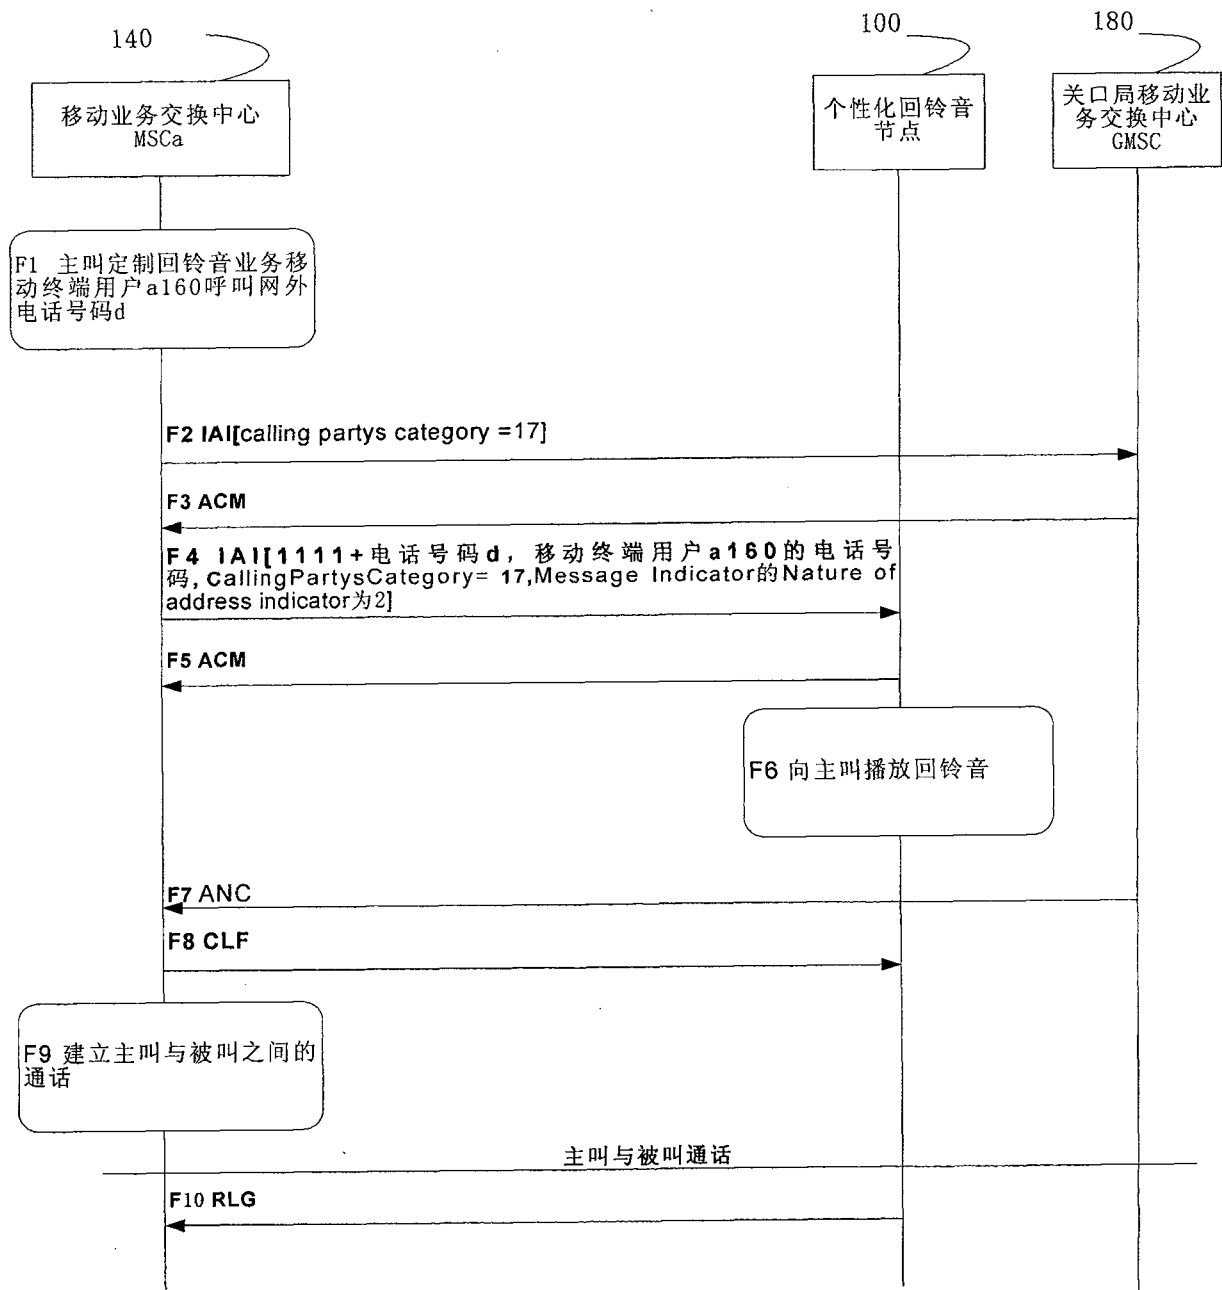 140
100
180
移动业务交换中心
MSCa
个性化回铃音
节点
关口局移动业
务交换中心
GMSC
F1 主叫定制回铃音业务移
动终端用户a160呼叫网外
电话号码d
F2 IAI[calling partys category =17]
F3 ACM
F4 IAI[1111+电话号码d, 移动终端用户a160的电话号
码, CallingPartysCategory= 17,Message Indicator的Nature of
address indicator为2]
F5 ACM
F6 向主叫播放回铃音
F7 ANC
F8 CLF
F9 建立主叫与被叫之间的
通话
主叫与被叫通话
F10 RLG